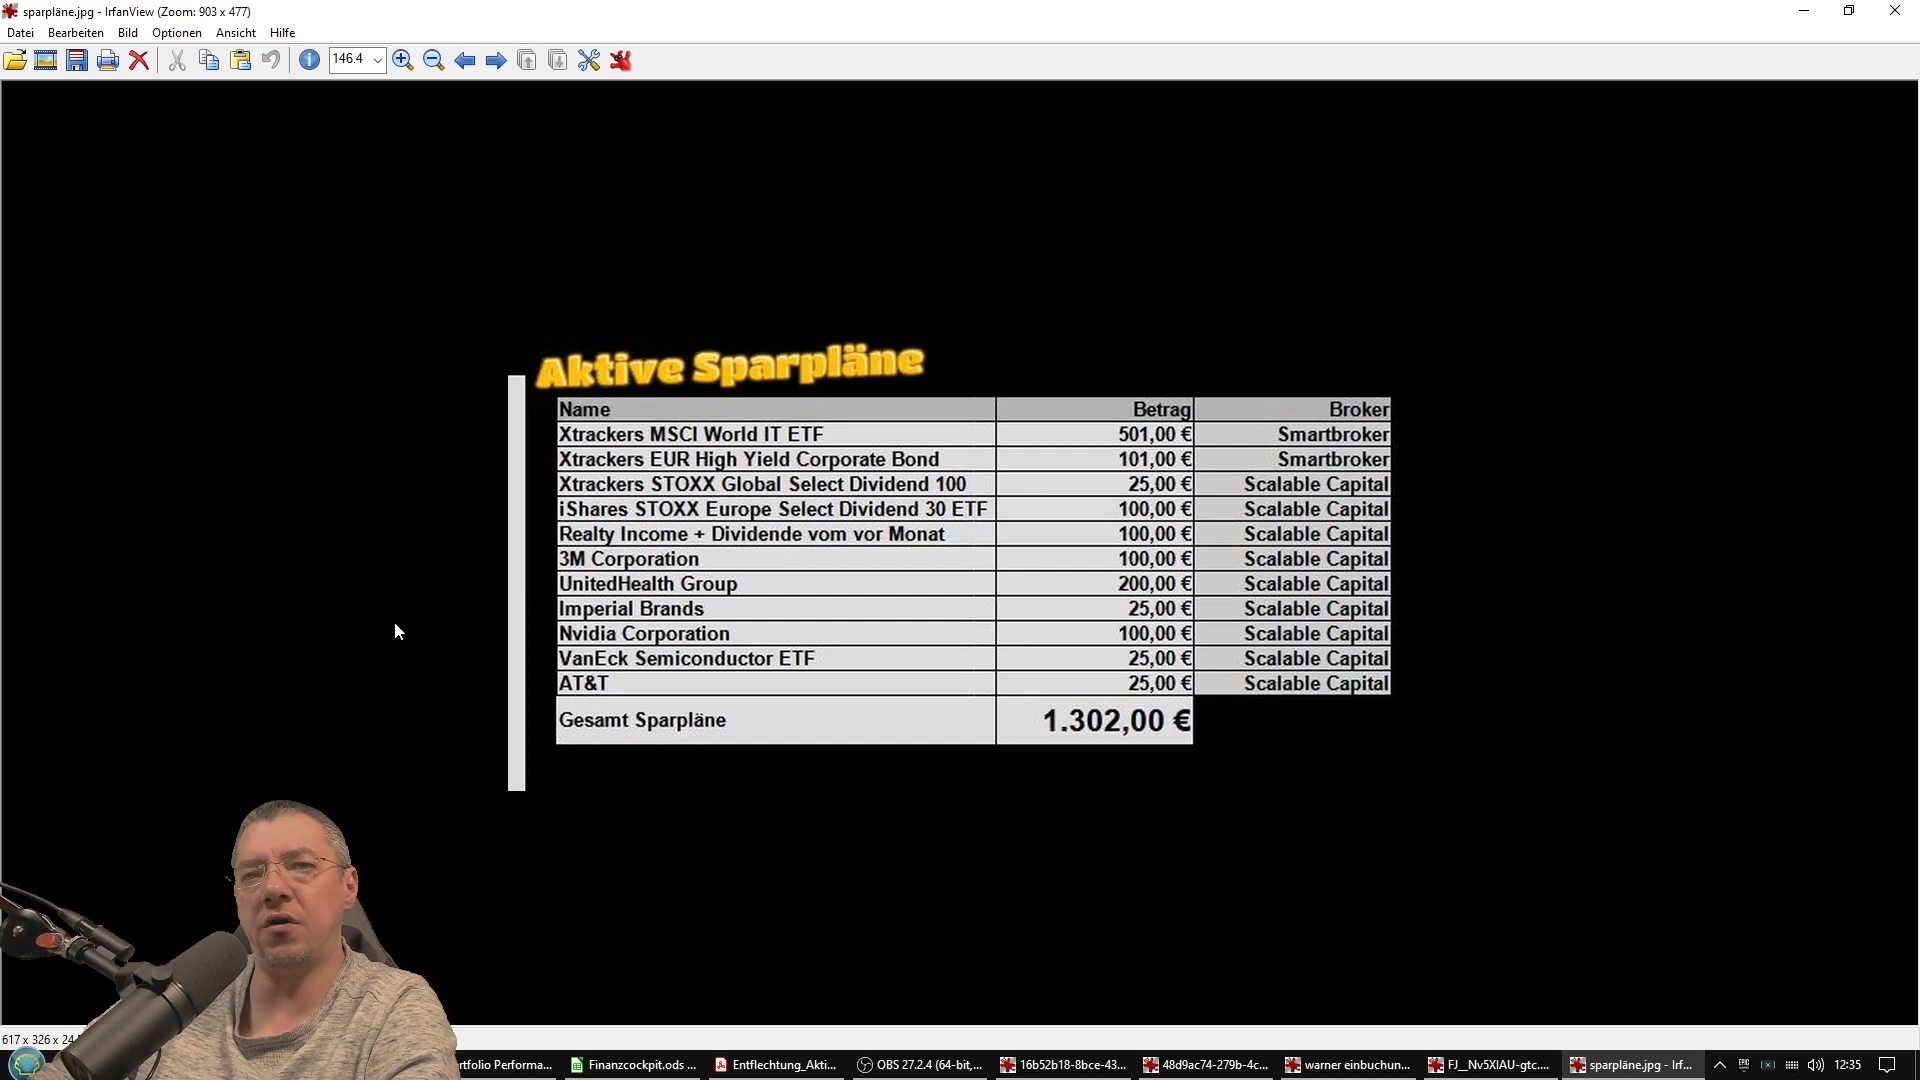 sparpläne.jpg - IrfanView (Zoom: 903 x 477)
Datei Bearbeiten Bild Optionen Ansicht Hilfe
146.4
Aktive Sparpläne
Name Betrag Broker
Xtrackers MSCI World IT ETF 501,00 € Smartbroker
Xtrackers EUR High Yield Corporate Bond 101,00 € Smartbroker
Xtrackers STOXX Global Select Dividend 100 25,00 € Scalable Capital
iShares STOXX Europe Select Dividend 30 ETF 100,00 € Scalable Capital
Realty Income + Dividende vom vor Monat 100,00 € Scalable Capital
3M Corporation 100,00 € Scalable Capital
UnitedHealth Group 200,00 € Scalable Capital
Imperial Brands 25,00 € Scalable Capital
Nvidia Corporation 100,00 € Scalable Capital
VanEck Semiconductor ETF 25,00 € Scalable Capital
AT&T 25,00 € Scalable Capital
Gesamt Sparpläne 1.302,00 €
617 x 326 x 24
rtfolio Performa... Finanzcockpit.ods ... Entflechtung_Akti... OBS 27.2.4 (64-bit,... 16b52b18-8bce-43... 48d9ac74-279b-4c... warner einbuchun... FJ__Nv5XIAU-gtc.... sparpläne.jpg - Irf... 12:35